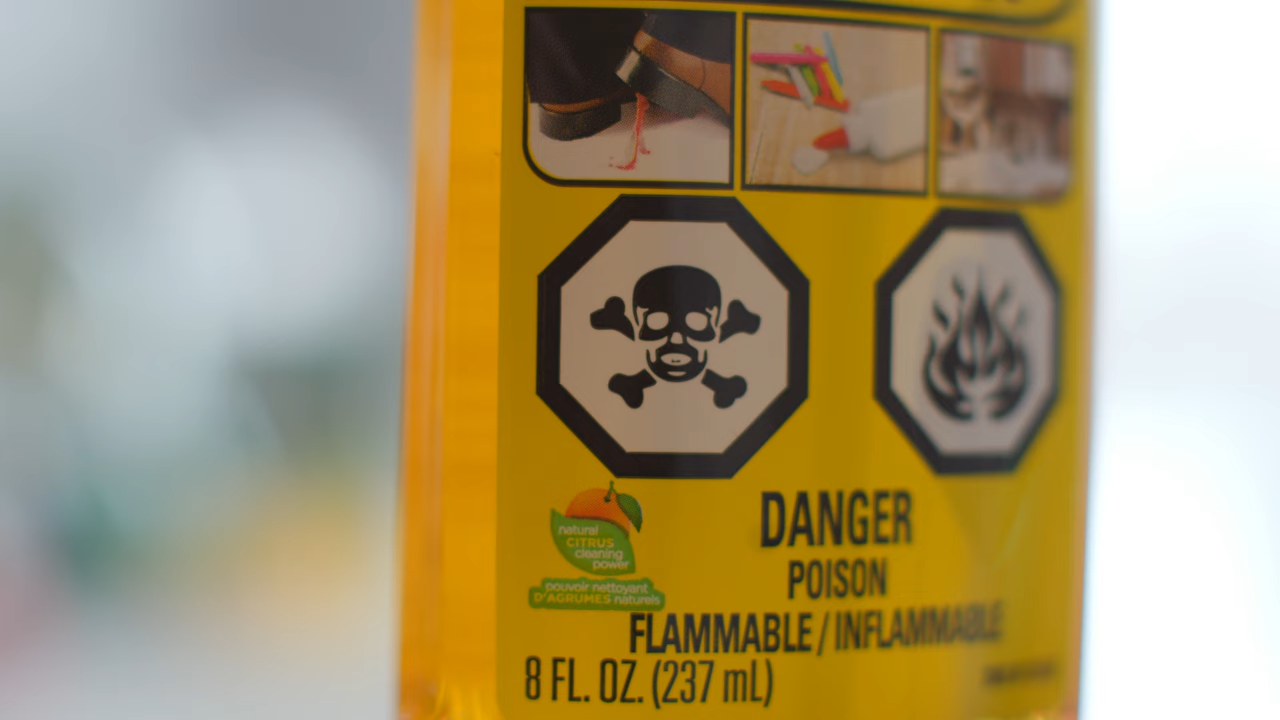 natural
CITRUS
cleaning
power
pouvoir nettoyant
D'AGRUMES naturels
DANGER
POISON
FLAMMABLE / INFLAMMABLE
8 FL. OZ. (237 mL)